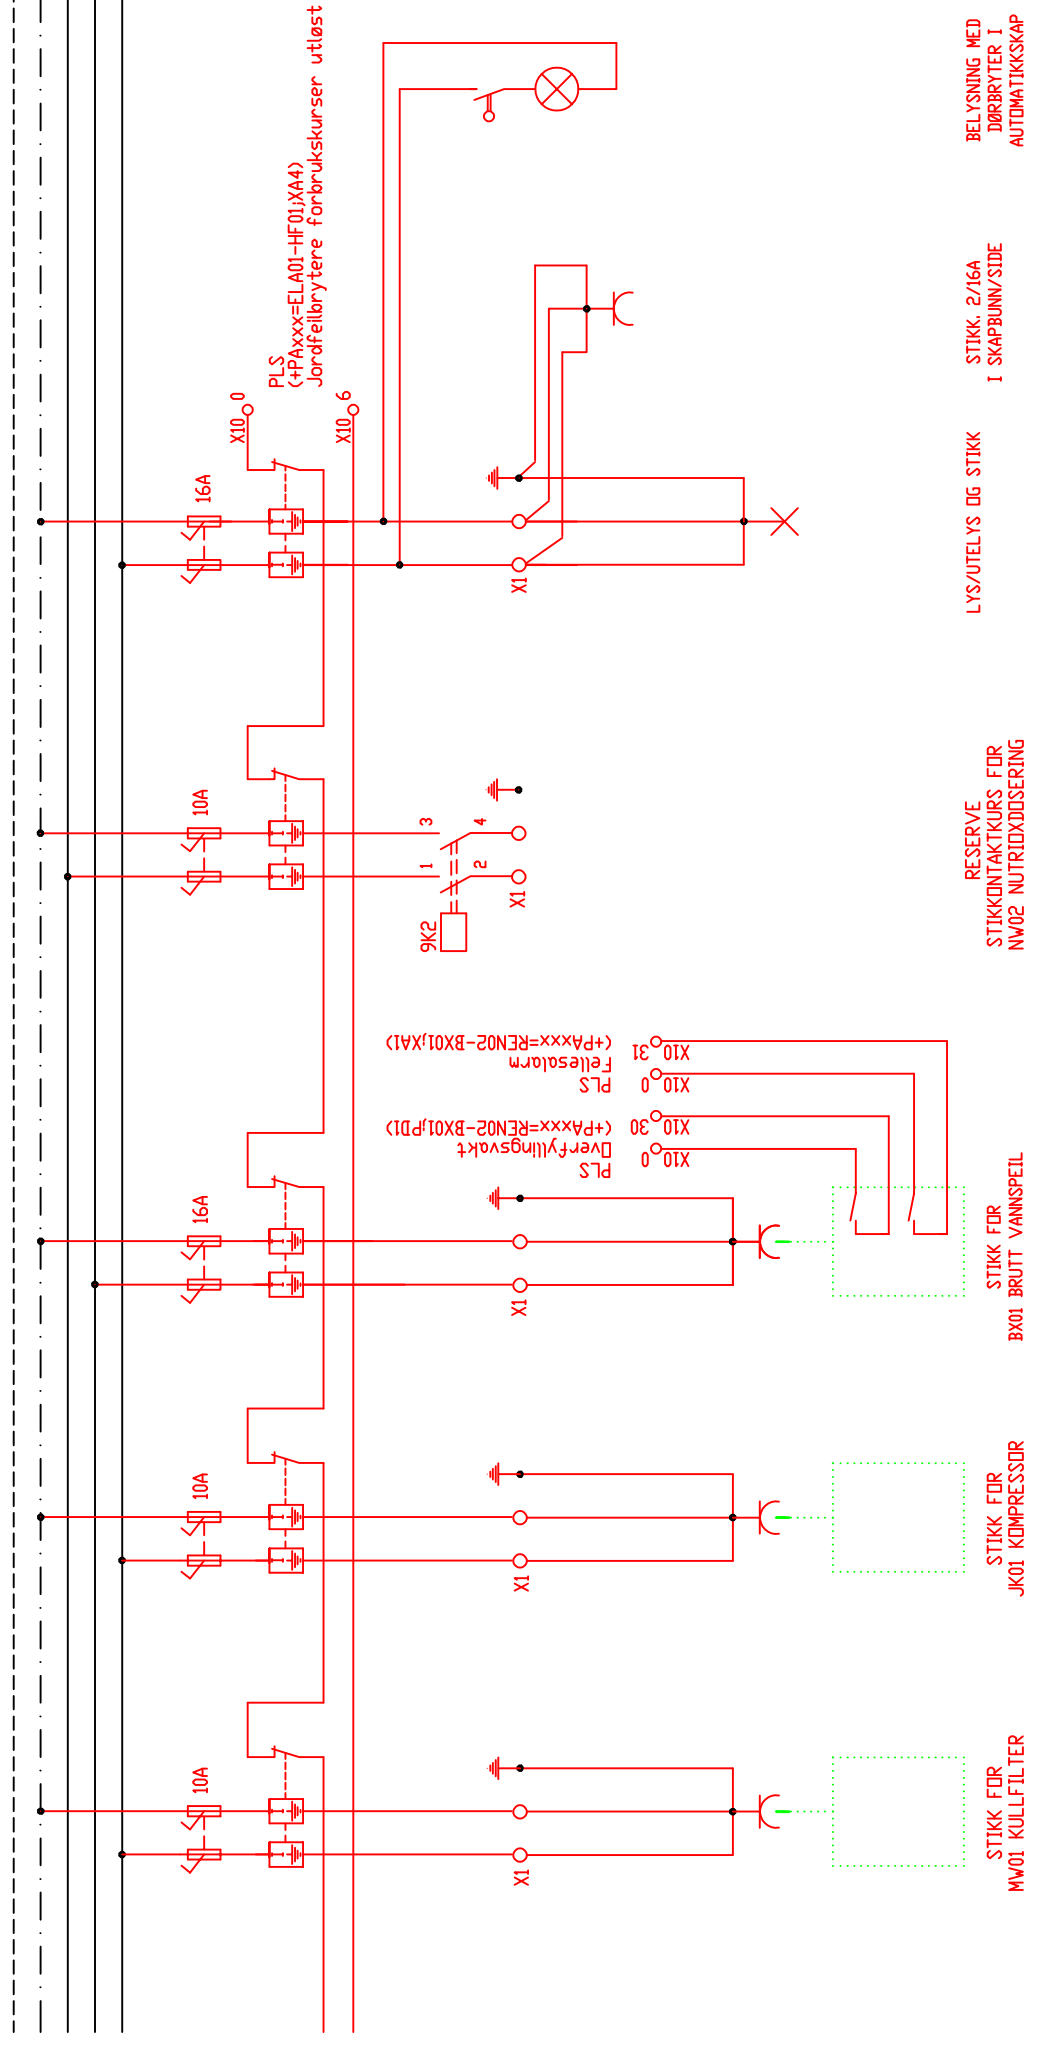 10A
10A
16A
10A
16A
X10 0
PLS
(+PAxxx=ELA01-HF01;XA4)
Jordfeilbrytere forbrukskurser utløst
X10 6
9K2
1
3
2
4
X1
X1
X1
X1
X1
PLS
Overfyllingsvakt
(+PAxxx=REN02-BX01;PD1)
X10 0
X10 30
PLS
Fellesalarm
(+PAxxx=REN02-BX01;XA1)
X10 0
X10 31
STIKK FOR
MW01 KULLFILTER
STIKK FOR
JK01 KOMPRESSOR
STIKK FOR
BX01 BRUTT VANNSPEIL
RESERVE
STIKKONTAKTKURS FOR
NW02 NUTRIOXDOSERING
LYS/UTELYS OG STIKK
STIKK. 2/16A
I SKAPBUNN/SIDE
BELYSNING MED
DØRBRYTER I
AUTOMATIKKSKAP